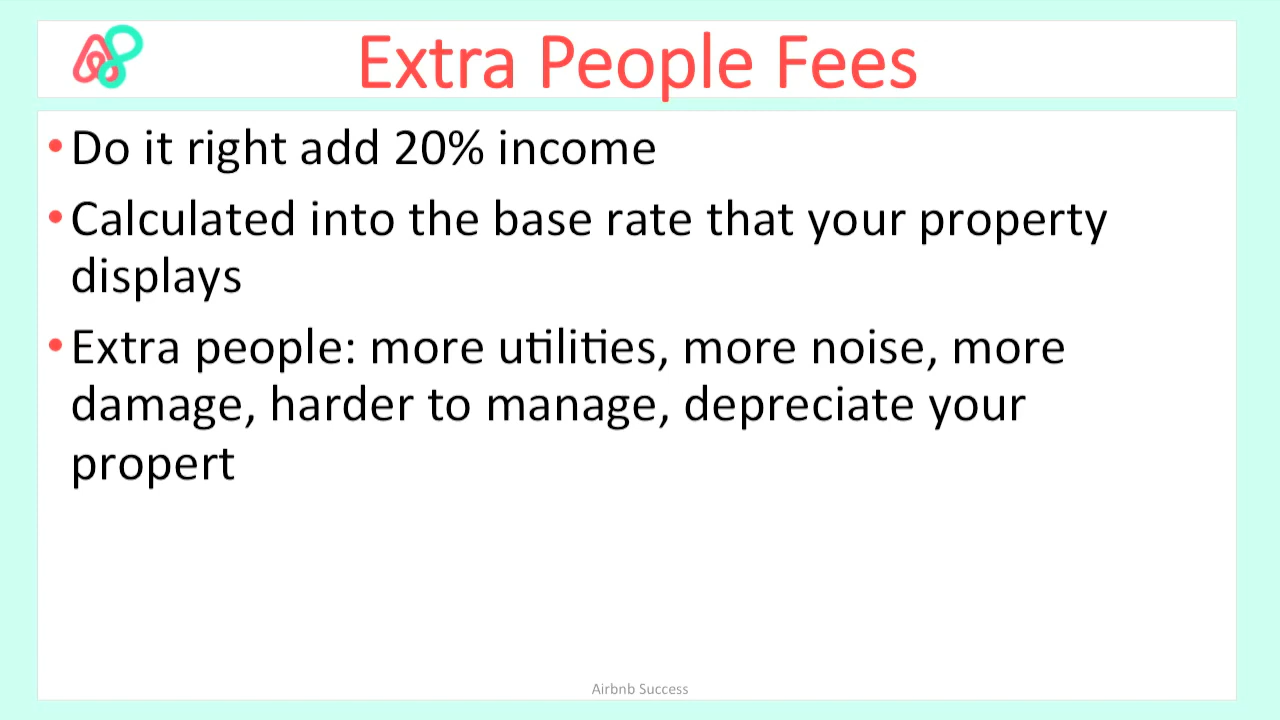 Extra People Fees
•Do it right add 20% income
•Calculated into the base rate that your property
displays
•Extra people: more utilities, more noise, more
damage, harder to manage, depreciate your
propert
Airbnb Success